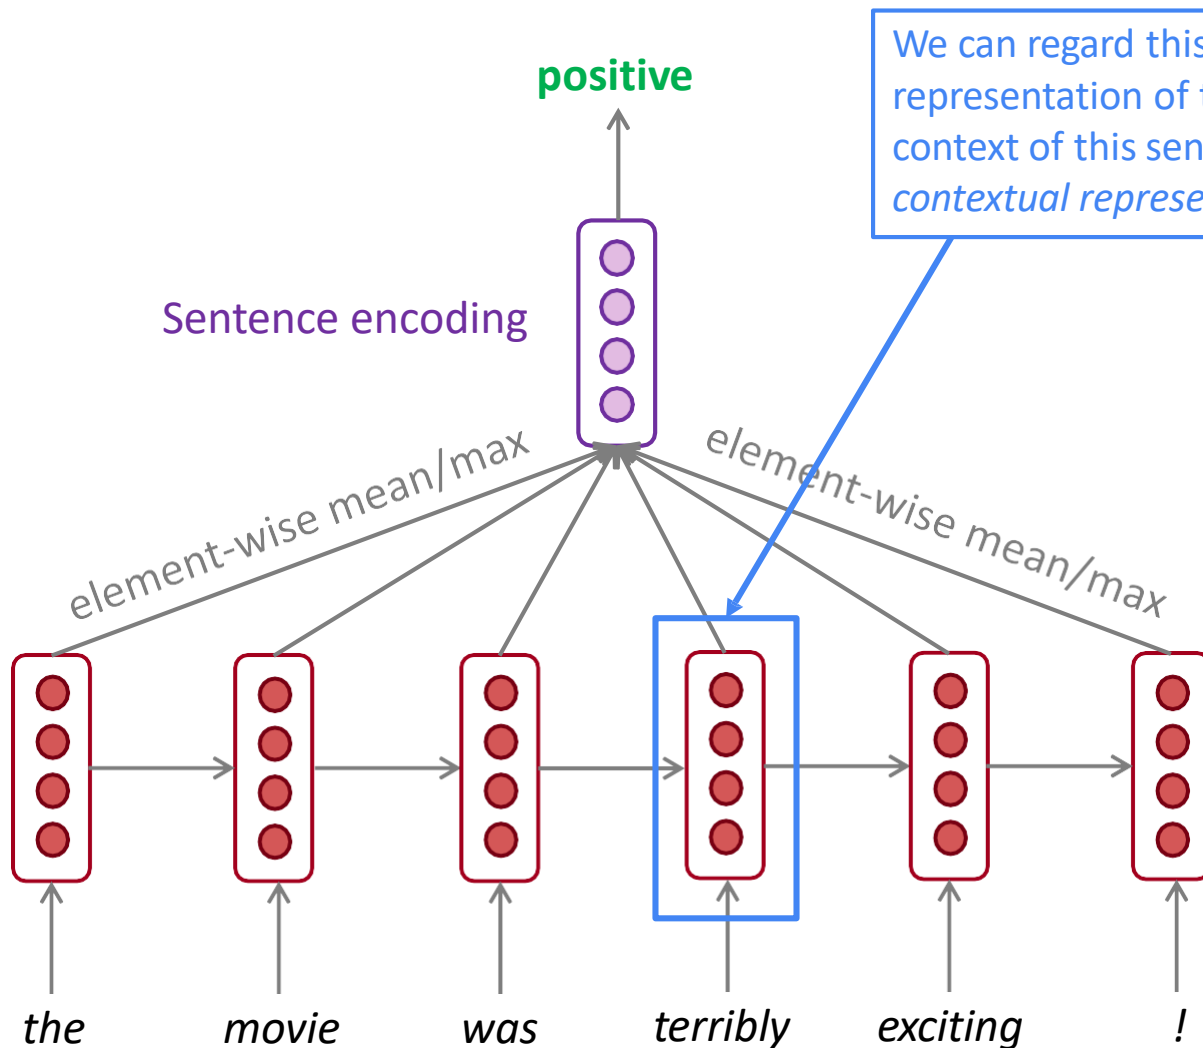 We can regard this
positive
representation of
context of this sen
contextual represe
Sentence encoding
element-wise mean/max
element-wise mean/max
the movie was terribly exciting !